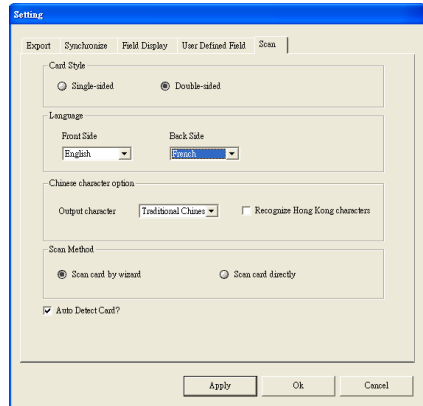 Setting
Export Synchronize Field Display User Defined Field Scan
Card Style
Single-sided Double-sided
Language
Front Side Back Side
English French
Chinese character option
Output character Traditional Chines Recognize Hong Kong characters
Scan Method
Scan card by wizard Scan card directly
Auto Detect Card?
Apply Ok Cancel